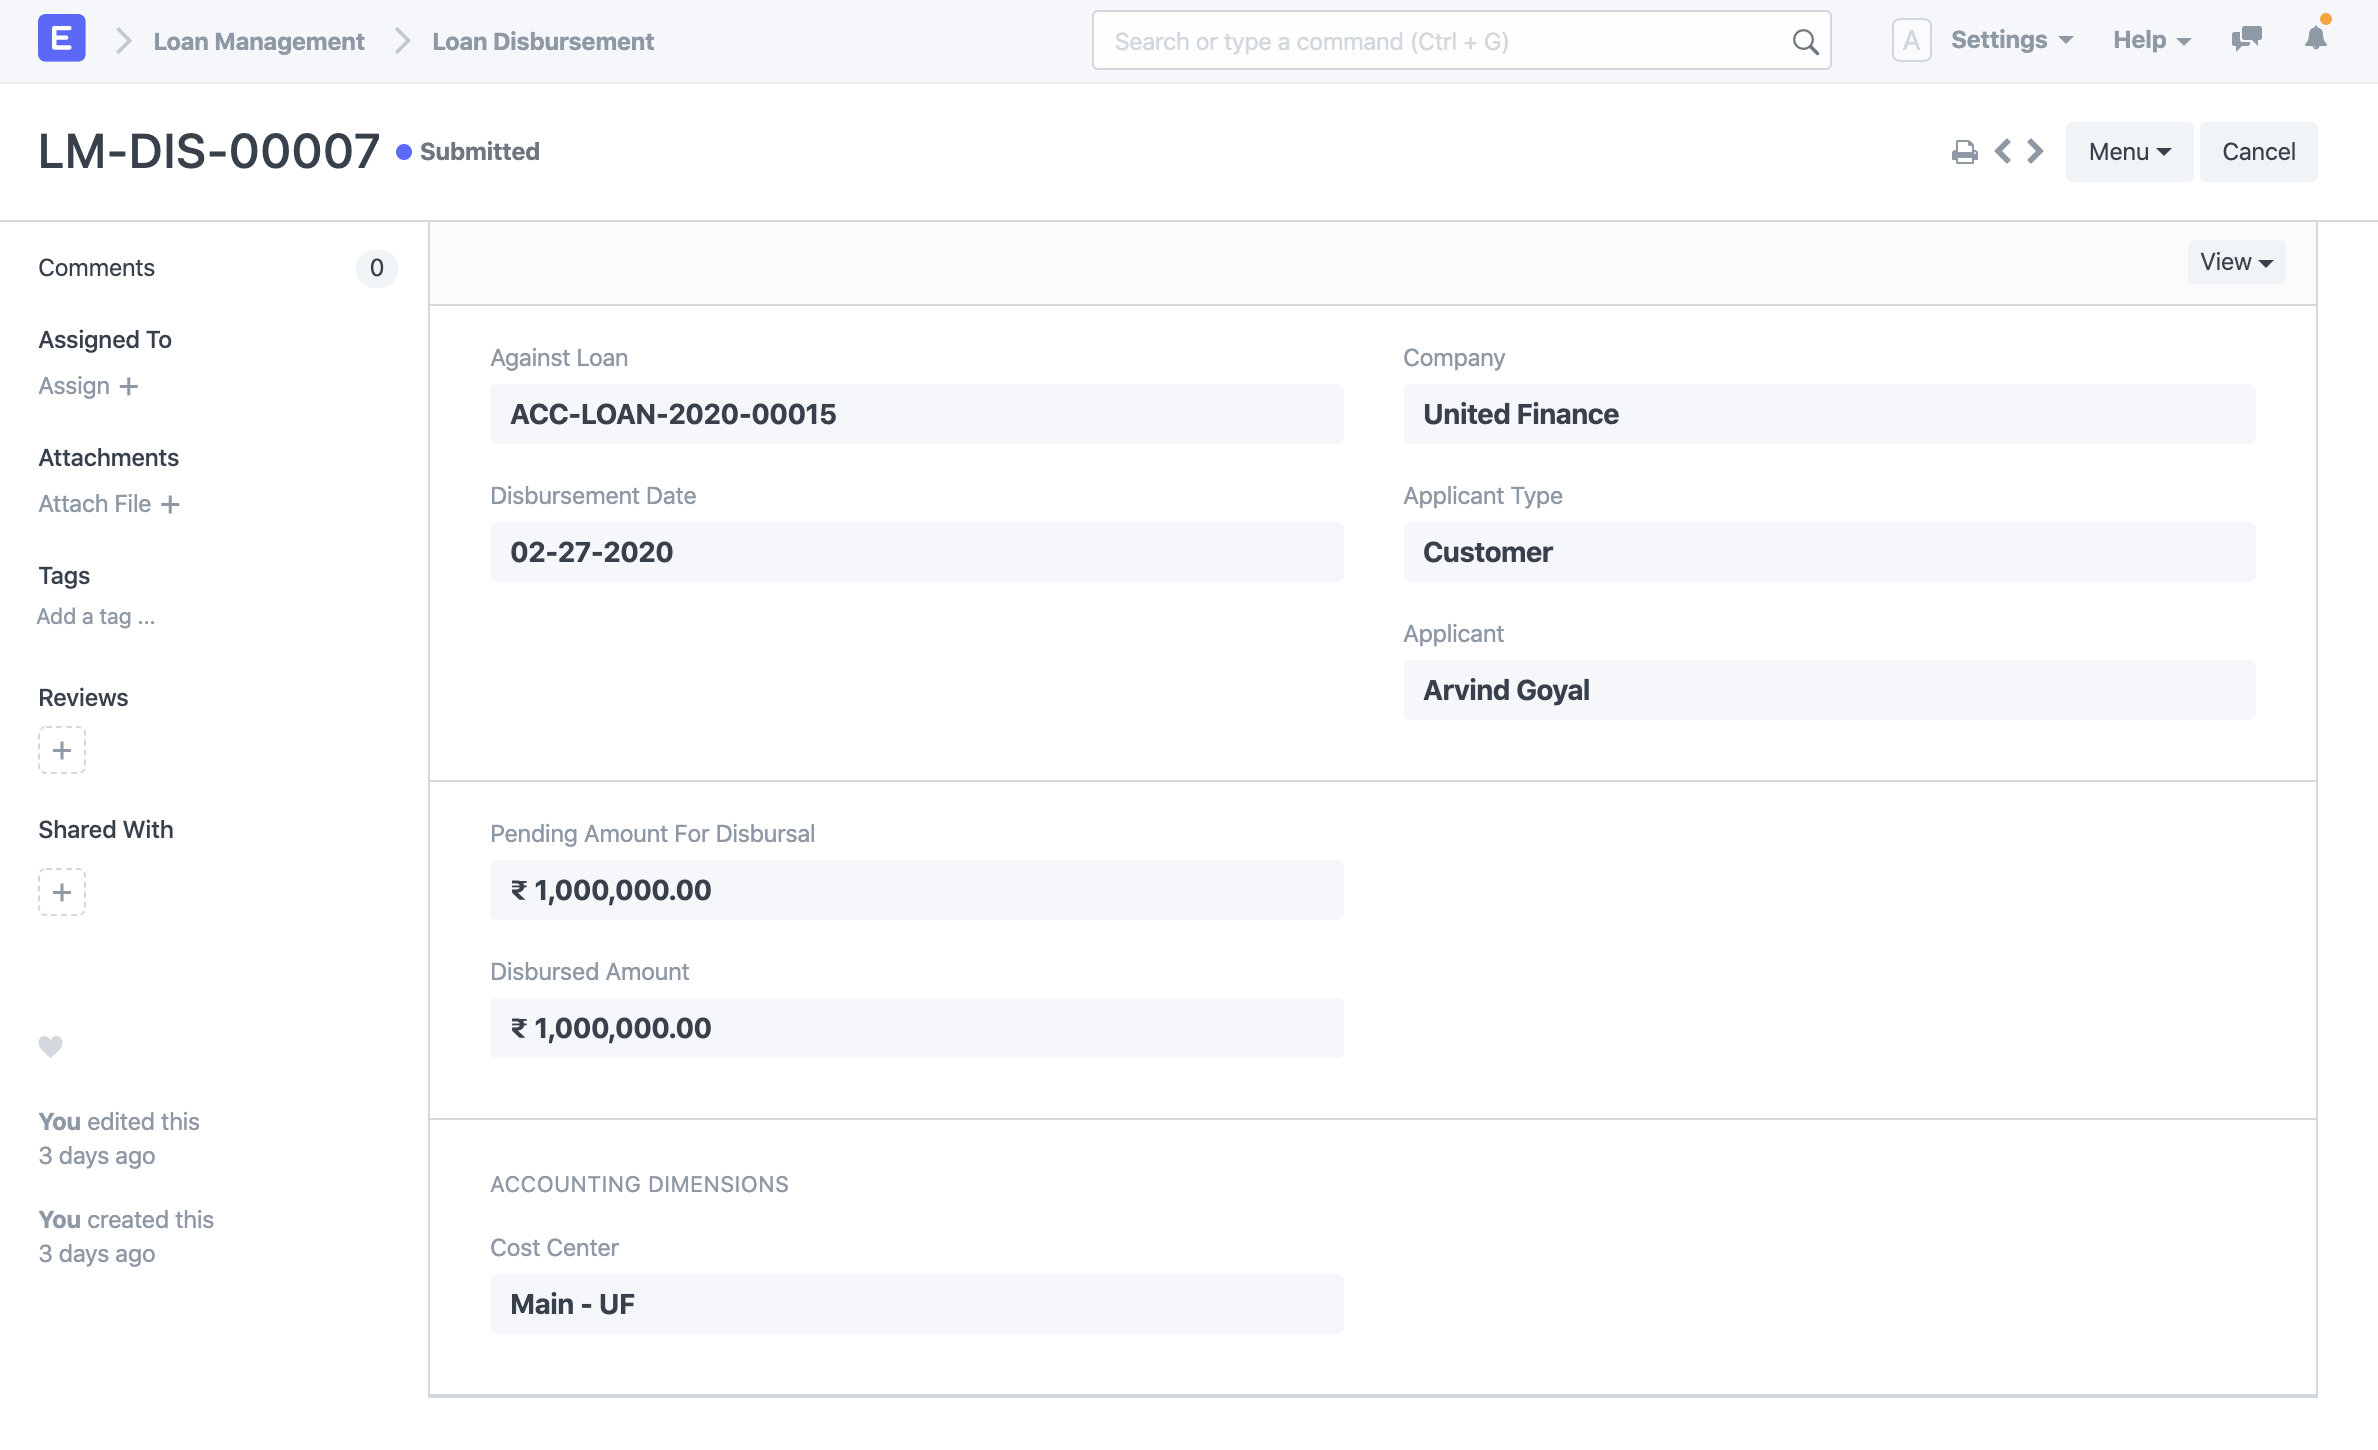 E Loan Management Loan Disbursement Search or type a command (Ctrl + G) A Settings Help
LM-DIS-00007 Submitted Menu Cancel
Comments 0
Assigned To
Assign +
Attachments
Attach File +
Tags
Add a tag ...
Reviews
+
Shared With
+
You edited this
3 days ago
You created this
3 days ago
View
Against Loan
ACC-LOAN-2020-00015
Disbursement Date
02-27-2020
Company
United Finance
Applicant Type
Customer
Applicant
Arvind Goyal
Pending Amount For Disbursal
₹ 1,000,000.00
Disbursed Amount
₹ 1,000,000.00
ACCOUNTING DIMENSIONS
Cost Center
Main - UF